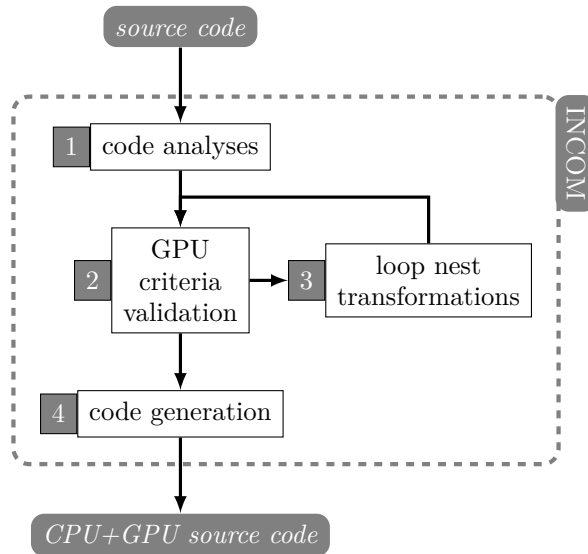 source code
INCOM
1 code analyses
GPU
2 criteria
validation
3 loop nest
transformations
4 code generation
CPU+GPU source code